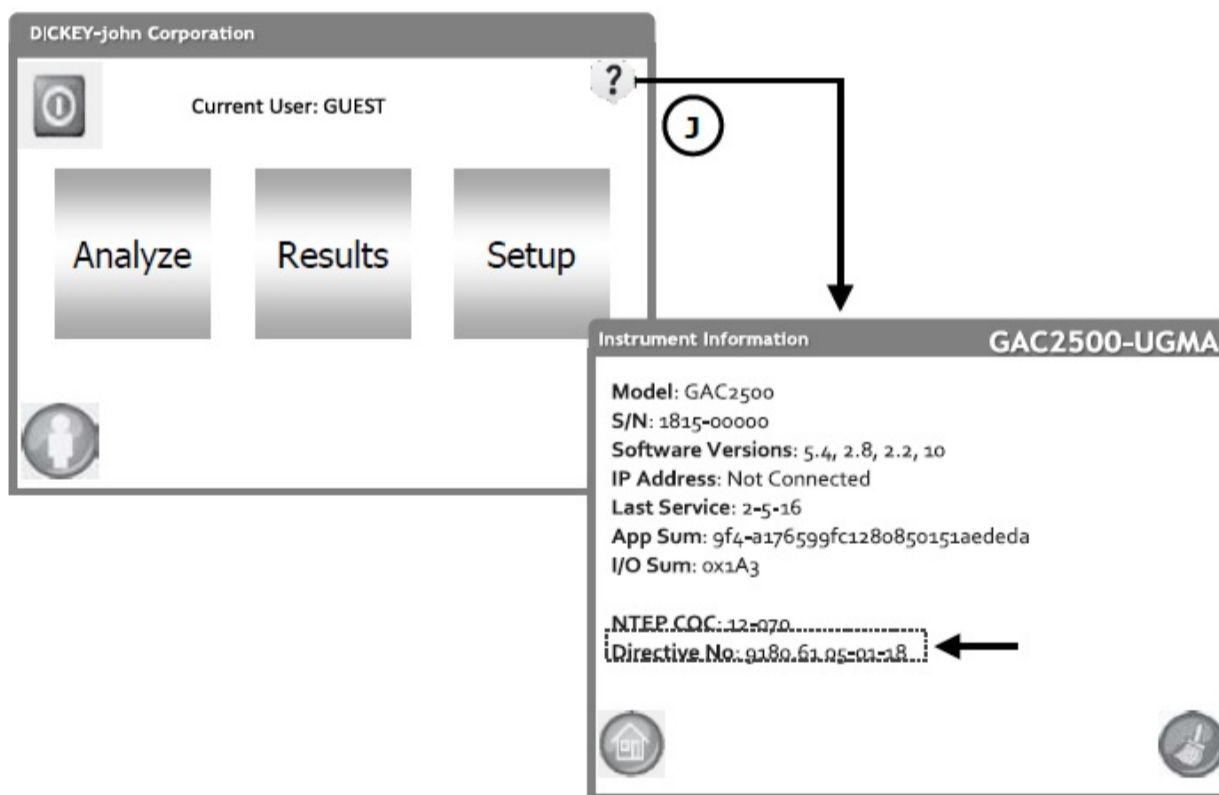 DICKEY-john Corporation
Current User: GUEST
?
J
Analyze
Results
Setup
Instrument Information
GAC2500-UGMA
Model: GAC2500
S/N: 1815-00000
Software Versions: 5.4, 2.8, 2.2, 10
IP Address: Not Connected
Last Service: 2-5-16
App Sum: 9f4-a176599fc1280850151aededa
I/O Sum: 0x1A3
NTEP COC: 12-070
Directive No: 9180.61 05-01-18